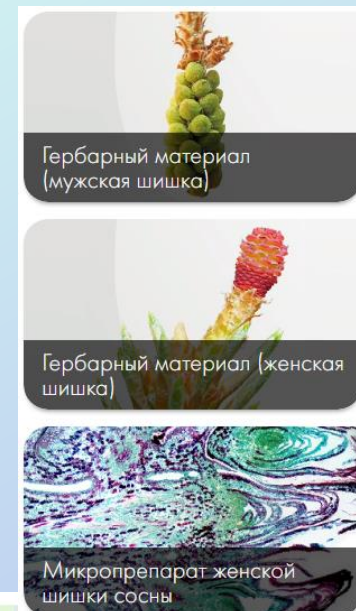 Гербарный материал
(мужская шишка)
Гербарный материал (женская
шишка)
Микропрепарат женской
шишки сосны